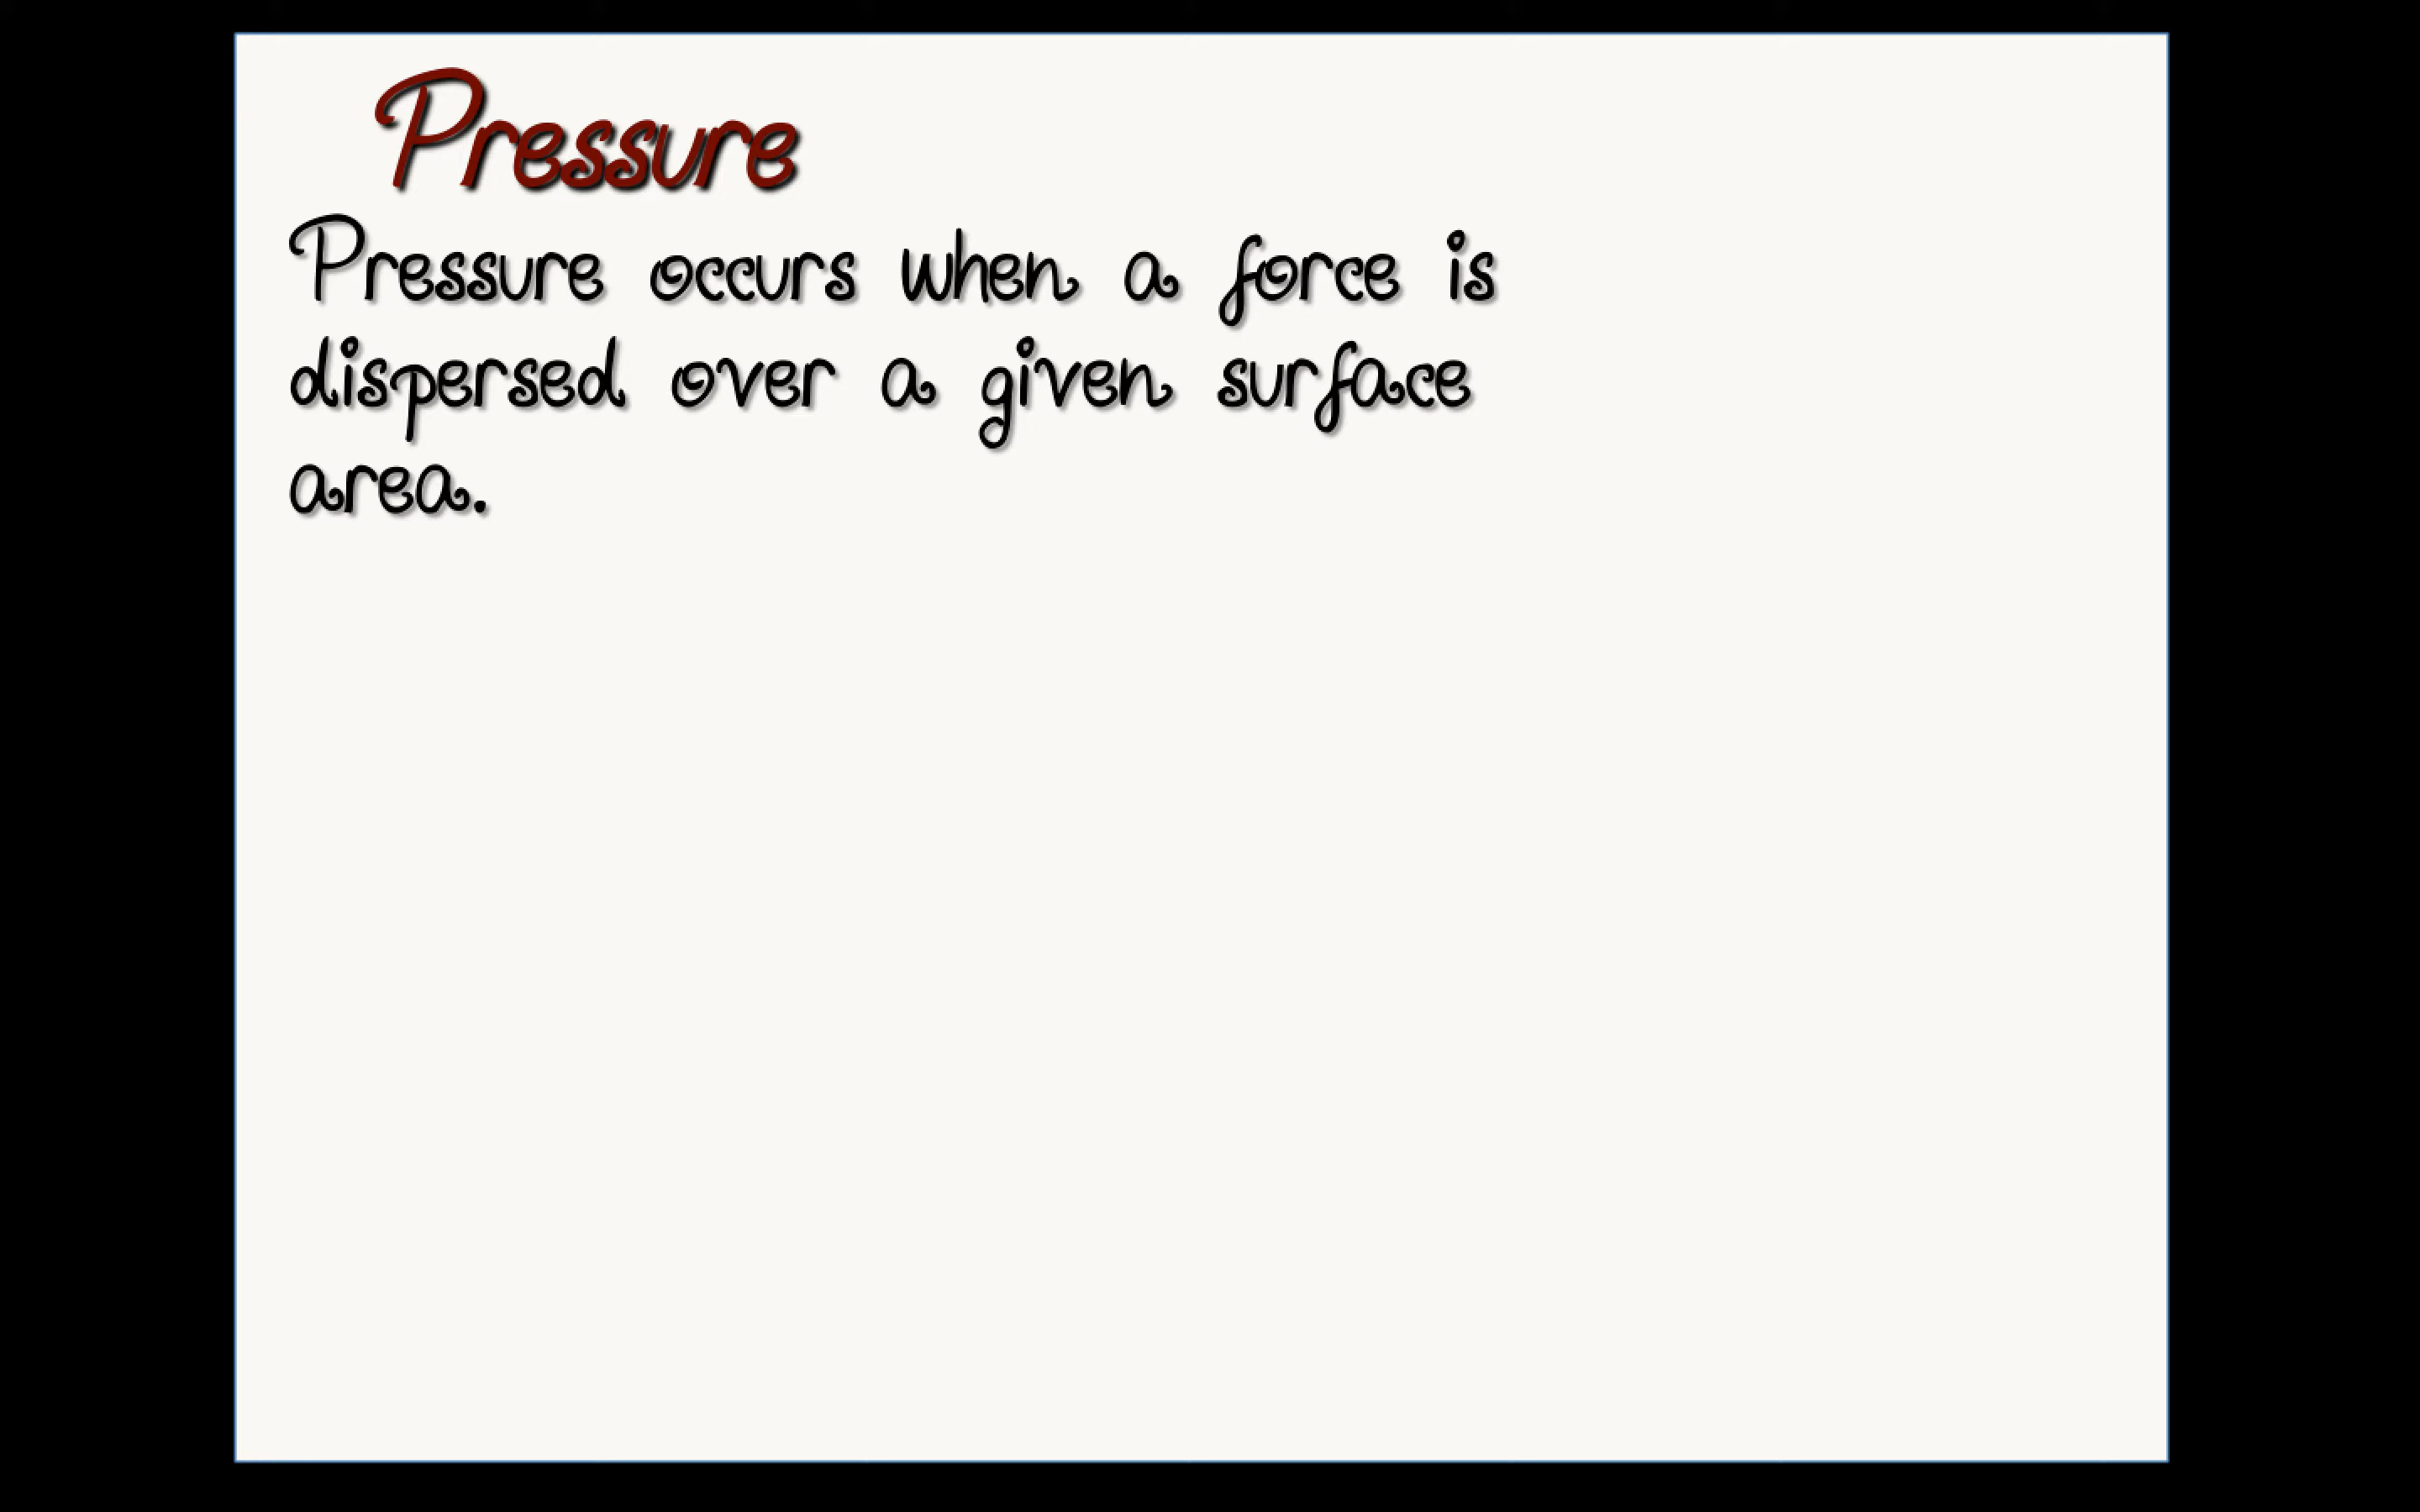 Pressure
Pressure occurs when a force is
dispersed over a given surface
area.